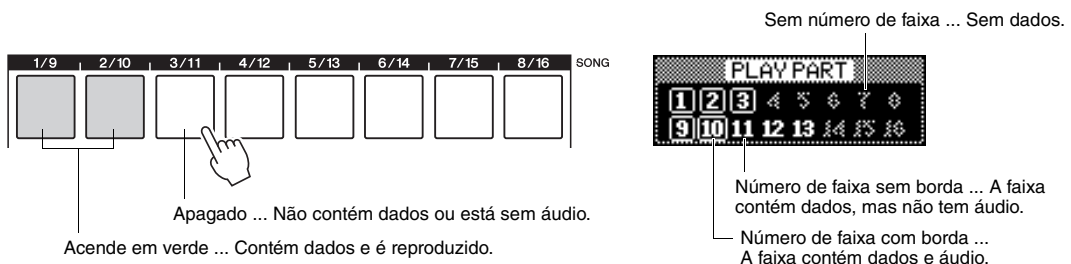 Sem número de faixa ... Sem dados.
1/9 2/10 3/11 4/12 5/13 6/14 7/15 8/16 SONG
PLAY PART
1 2 3 4 5 6 7 8
9 10 11 12 13 14 15 16
Número de faixa sem borda ... A faixa
contém dados, mas não tem áudio.
Apagado ... Não contém dados ou está sem áudio.
Acende em verde ... Contém dados e é reproduzido.
Número de faixa com borda ...
A faixa contém dados e áudio.